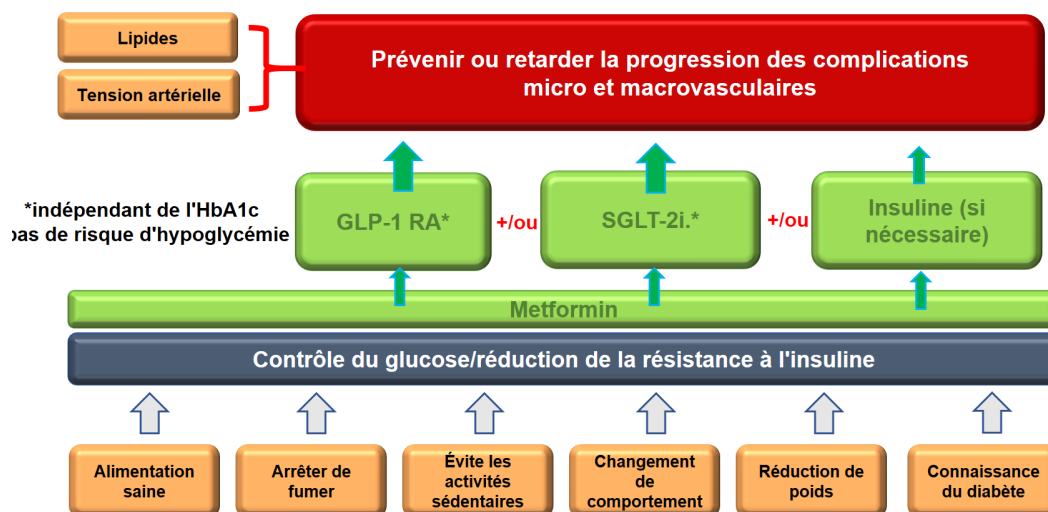 Lipides
Tension artérielle
Prévenir ou retarder la progression des complications
micro et macrovasculaires
*indépendant de l'HbA1c
pas de risque d'hypoglycémie
GLP-1 RA*
+/ou
SGLT-2i.*
+/ou
Insuline (si
nécessaire)
Metformin
Contrôle du glucose/réduction de la résistance à l'insuline
Alimentation
saine
Arrêter de
fumer
Évite les
activités
sédentaires
Changement
de
comportement
Réduction de
poids
Connaissance
du diabète